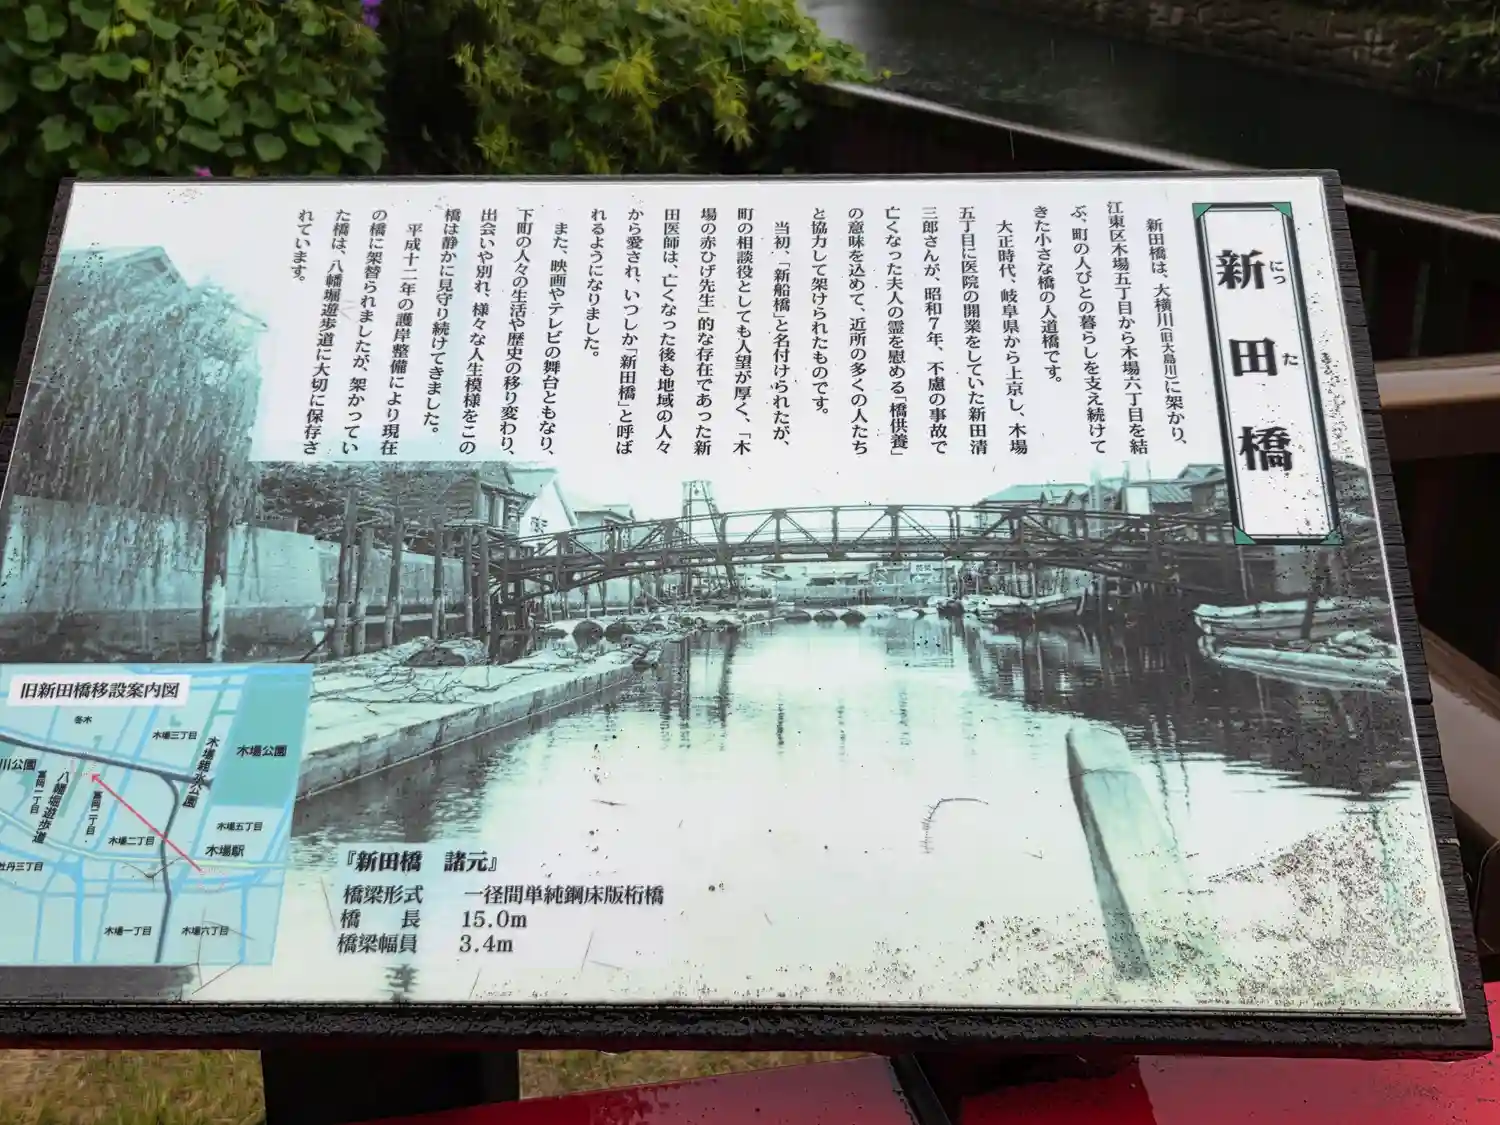 新田橋
にっ た
新田橋は、大横川(旧大島川)に架かり、
江東区木場五丁目から木場六丁目を結
ぶ、町の人びとの暮らしを支え続けて
きた小さな橋の人道橋です。
大正時代、岐阜県から上京し、木場
五丁目に医院の開業をしていた新田清
三郎さんが、昭和7年、不慮の事故で
亡くなった夫人の霊を慰める「橋供養」
の意味を込めて、近所の多くの人たち
と協力して架けられたものです。
当初、「新船橋」と名付けられたが、
町の相談役としても人望が厚く、「木
場の赤ひげ先生」的な存在であった新
田医師は、亡くなった後も地域の人々
から愛され、いつしか「新田橋」と呼ば
れるようになりました。
また、映画やテレビの舞台ともなり、
下町の人々の生活や歴史の移り変わり、
出会いや別れ、様々な人生模様をこの
橋は静かに見守り続けてきました。
平成十二年の護岸整備により現在
の橋に架替られましたが、架かってい
た橋は、八幡堀遊歩道に大切に保存さ
れています。
旧新田橋移設案内図
冬木
木場三丁目
木場親水公園
木場公園
川公園
富岡一丁目
八幡堀遊歩道
富岡二丁目
木場五丁目
木場二丁目
木場駅
牡丹三丁目
木場一丁目
木場六丁目
『新田橋 諸元』
橋梁形式 一径間単純鋼床版桁橋
橋 長 15.0m
橋梁幅員 3.4m